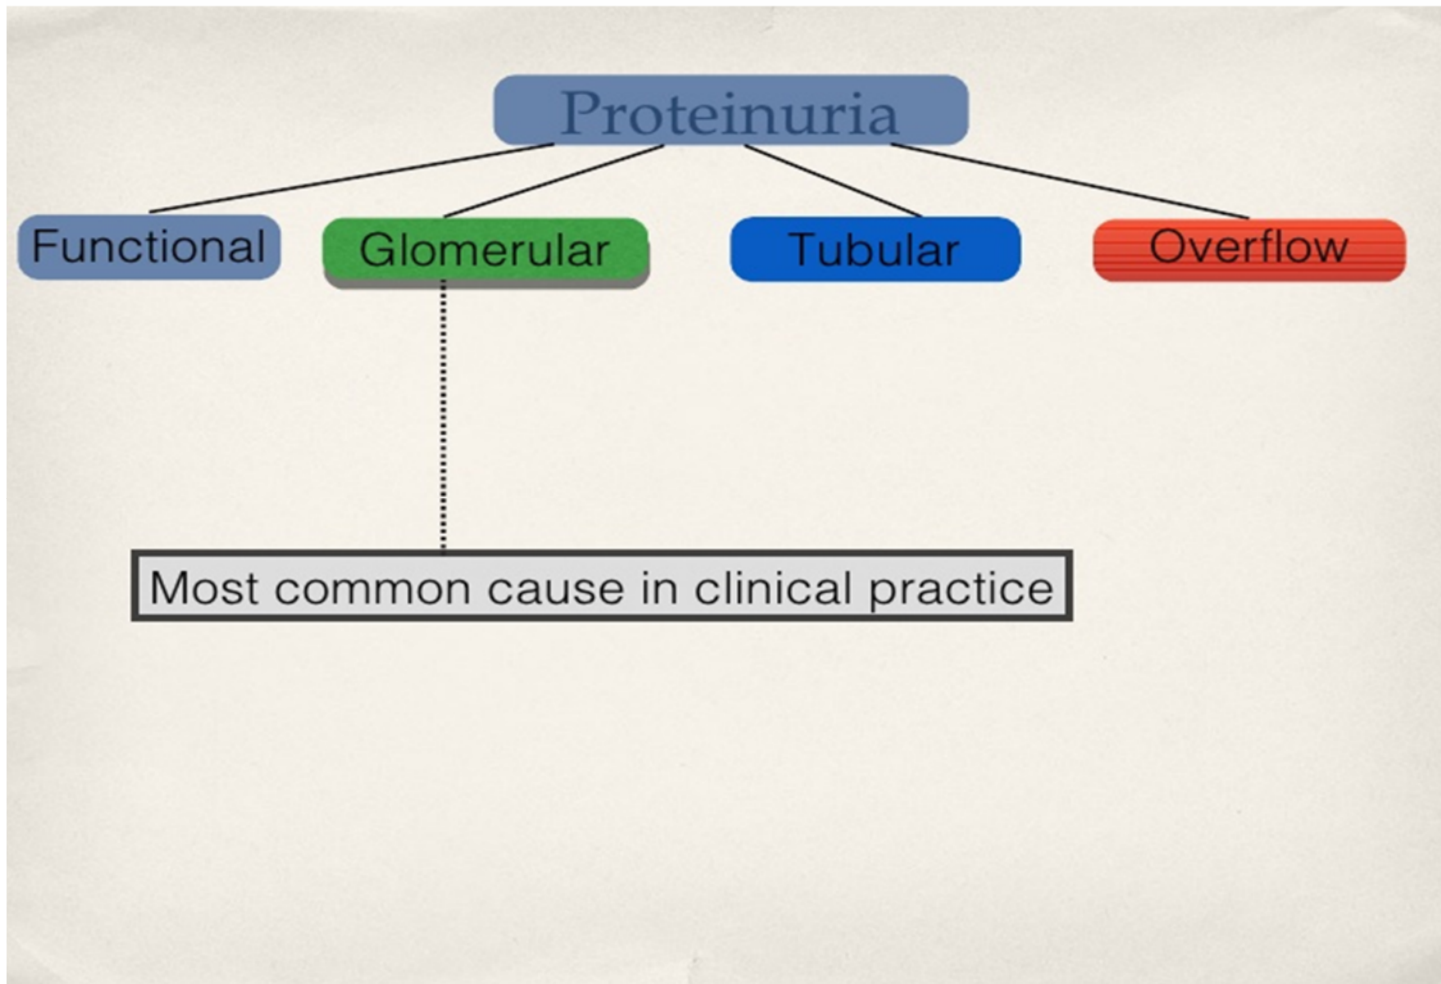 Proteinuria
Functional
Glomerular
Tubular
Overflow
Most common cause in clinical practice